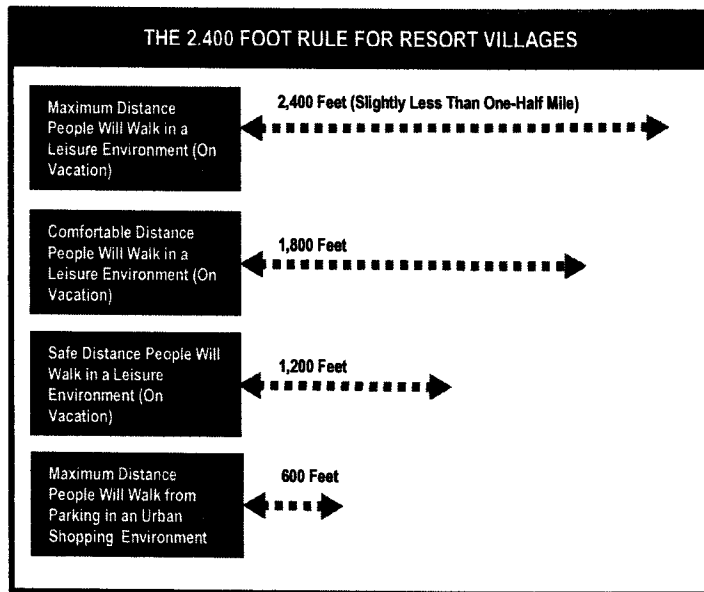 THE 2.400 FOOT RULE FOR RESORT VILLAGES
Maximum Distance
People Will Walk in a
Leisure Environment (On
Vacation)
2,400 Feet (Slightly Less Than One-Half Mile)
Comfortable Distance
People Will Walk in a
Leisure Environment (On
Vacation)
1,800 Feet
Safe Distance People Will
Walk in a Leisure
Environment (On
Vacation)
1,200 Feet
Maximum Distance
People Will Walk from
Parking in an Urban
Shopping Environment
600 Feet